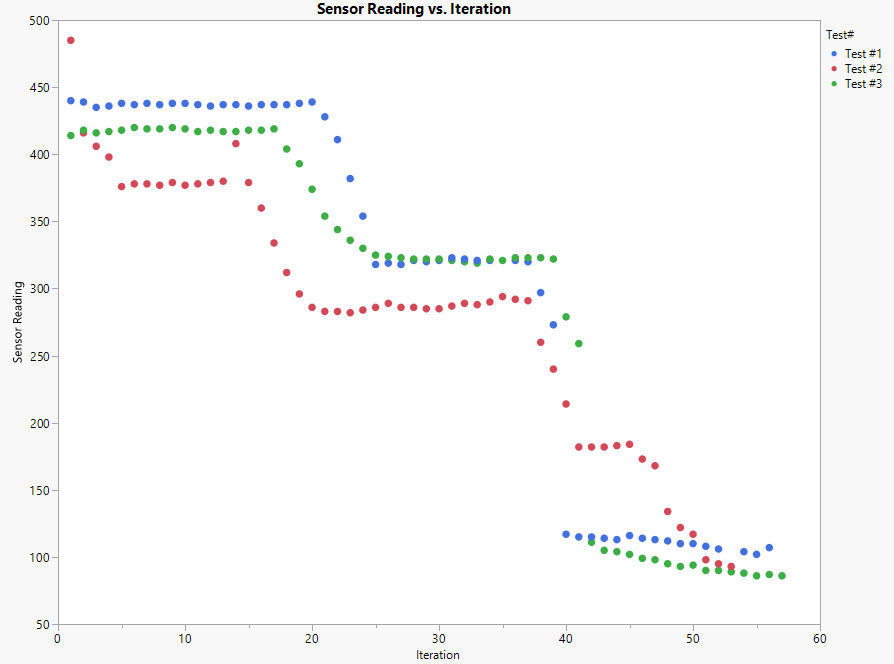 Sensor Reading vs. Iteration
Test#
Test #1
Test #2
Test #3
500
450
400
350
300
250
200
150
100
50
Sensor Reading
0
10
20
30
40
50
60
Iteration